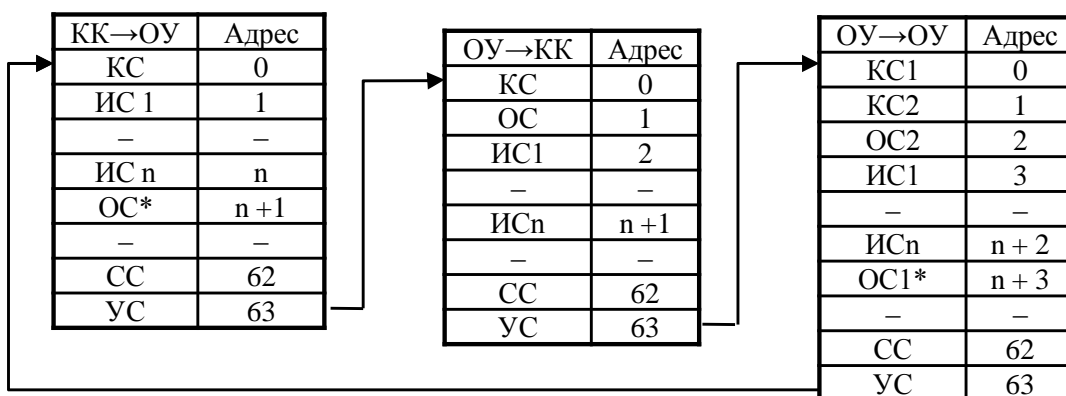 КК→ОУ Адрес
КС 0
ИС 1 1
– –
ИС n n
ОС* n +1
– –
СС 62
УС 63
ОУ→КК Адрес
КС 0
ОС 1
ИС1 2
– –
ИСn n +1
– –
СС 62
УС 63
ОУ→ОУ Адрес
КС1 0
КС2 1
ОС2 2
ИС1 3
– –
ИСn n + 2
ОС1* n + 3
– –
СС 62
УС 63